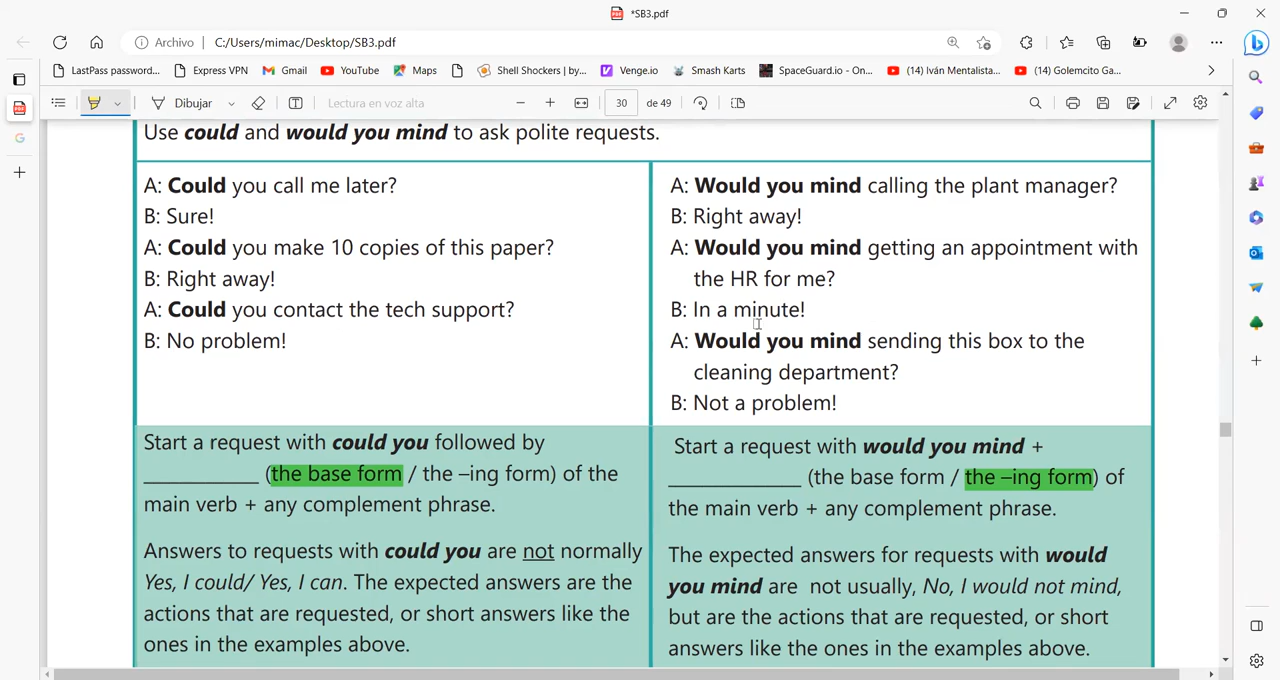 *SB3.pdf
Archivo
C:/Users/mimac/Desktop/SB3.pdf
LastPass password...
Express VPN
Gmail
YouTube
Maps
Shell Shockers | by...
Venge.io
Smash Karts
SpaceGuard.io - On...
(14) Iván Mentalista...
(14) Golemcito Ga...
Dibujar
Lectura en voz alta
30
de 49
Use could and would you mind to ask polite requests.
A: Could you call me later?
B: Sure!
A: Could you make 10 copies of this paper?
B: Right away!
A: Could you contact the tech support?
B: No problem!
A: Would you mind calling the plant manager?
B: Right away!
A: Would you mind getting an appointment with
the HR for me?
B: In a minute!
A: Would you mind sending this box to the
cleaning department?
B: Not a problem!
Start a request with could you followed by
___________ (the base form / the –ing form) of the
main verb + any complement phrase.
Answers to requests with could you are not normally
Yes, I could/ Yes, I can. The expected answers are the
actions that are requested, or short answers like the
ones in the examples above.
Start a request with would you mind +
_____________ (the base form / the –ing form) of
the main verb + any complement phrase.
The expected answers for requests with would
you mind are not usually, No, I would not mind,
but are the actions that are requested, or short
answers like the ones in the examples above.